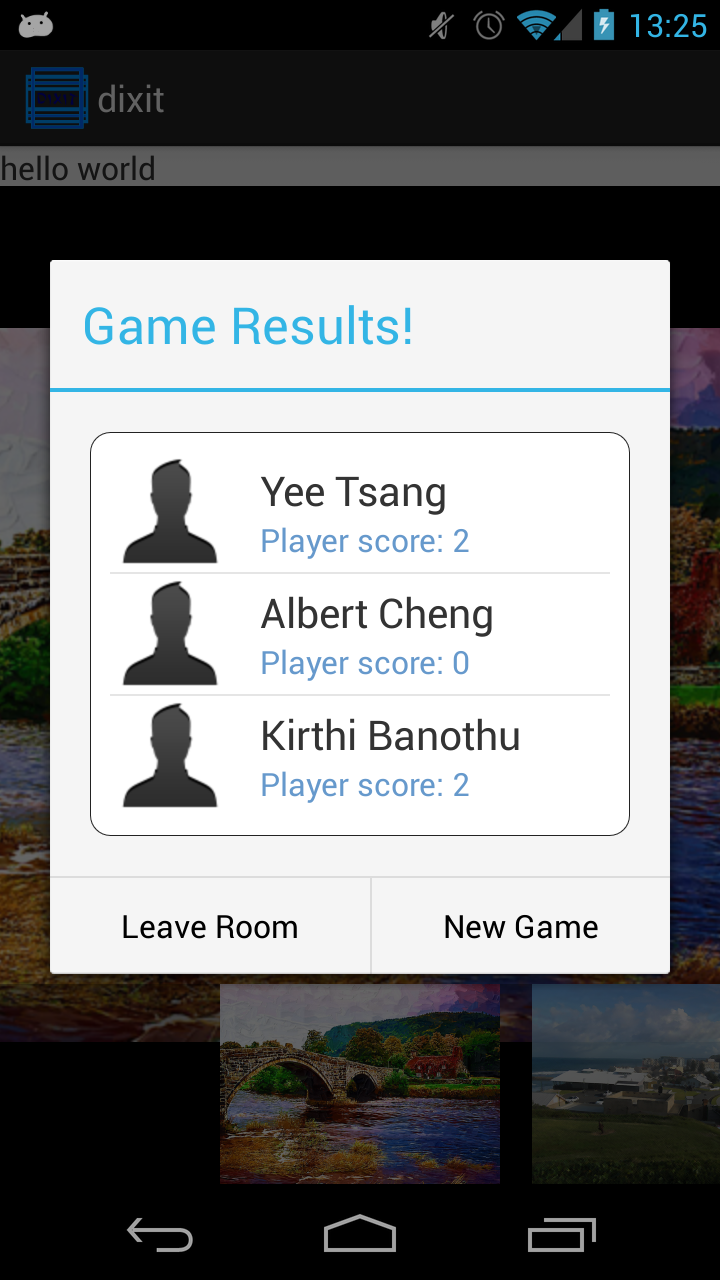 13:25
dixit
hello world
Game Results!
Yee Tsang
Player score: 2
Albert Cheng
Player score: 0
Kirthi Banothu
Player score: 2
Leave Room
New Game